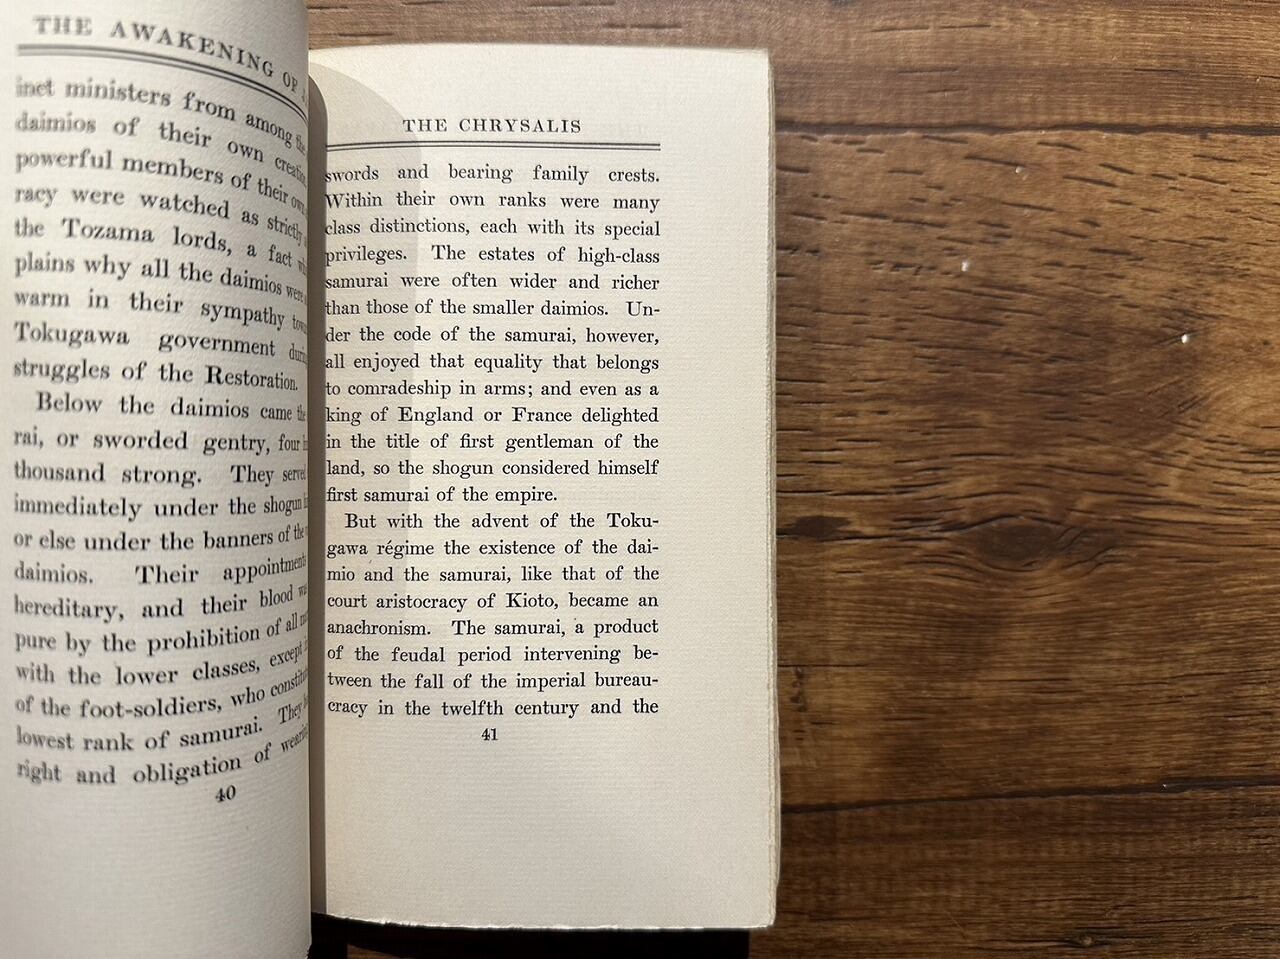 THE AWAKENING OF
inet ministers from among the
daimios of their own
powerful members of their own
racy were watched as strictly
the Tozama lords, a fact
plains why all the daimios were
warm in their sympathy
Tokugawa government
struggles of the Restoration.
Below the daimios came the
rai, or sworded gentry, four
thousand strong. They served
immediately under the shogun
or else under the banners of the
daimios. Their appointments
hereditary, and their blood
pure by the prohibition of all
with the lower classes, except
of the foot-soldiers, who
lowest rank of samurai. They
right and obligation of
40
THE CHRYSALIS
swords and bearing family crests.
Within their own ranks were many
class distinctions, each with its special
privileges. The estates of high-class
samurai were often wider and richer
than those of the smaller daimios. Un-
der the code of the samurai, however,
all enjoyed that equality that belongs
to comradeship in arms; and even as a
king of England or France delighted
in the title of first gentleman of the
land, so the shogun considered himself
first samurai of the empire.
But with the advent of the Toku-
gawa régime the existence of the dai-
mio and the samurai, like that of the
court aristocracy of Kioto, became an
anachronism. The samurai, a product
of the feudal period intervening be-
tween the fall of the imperial bureau-
cracy in the twelfth century and the
41